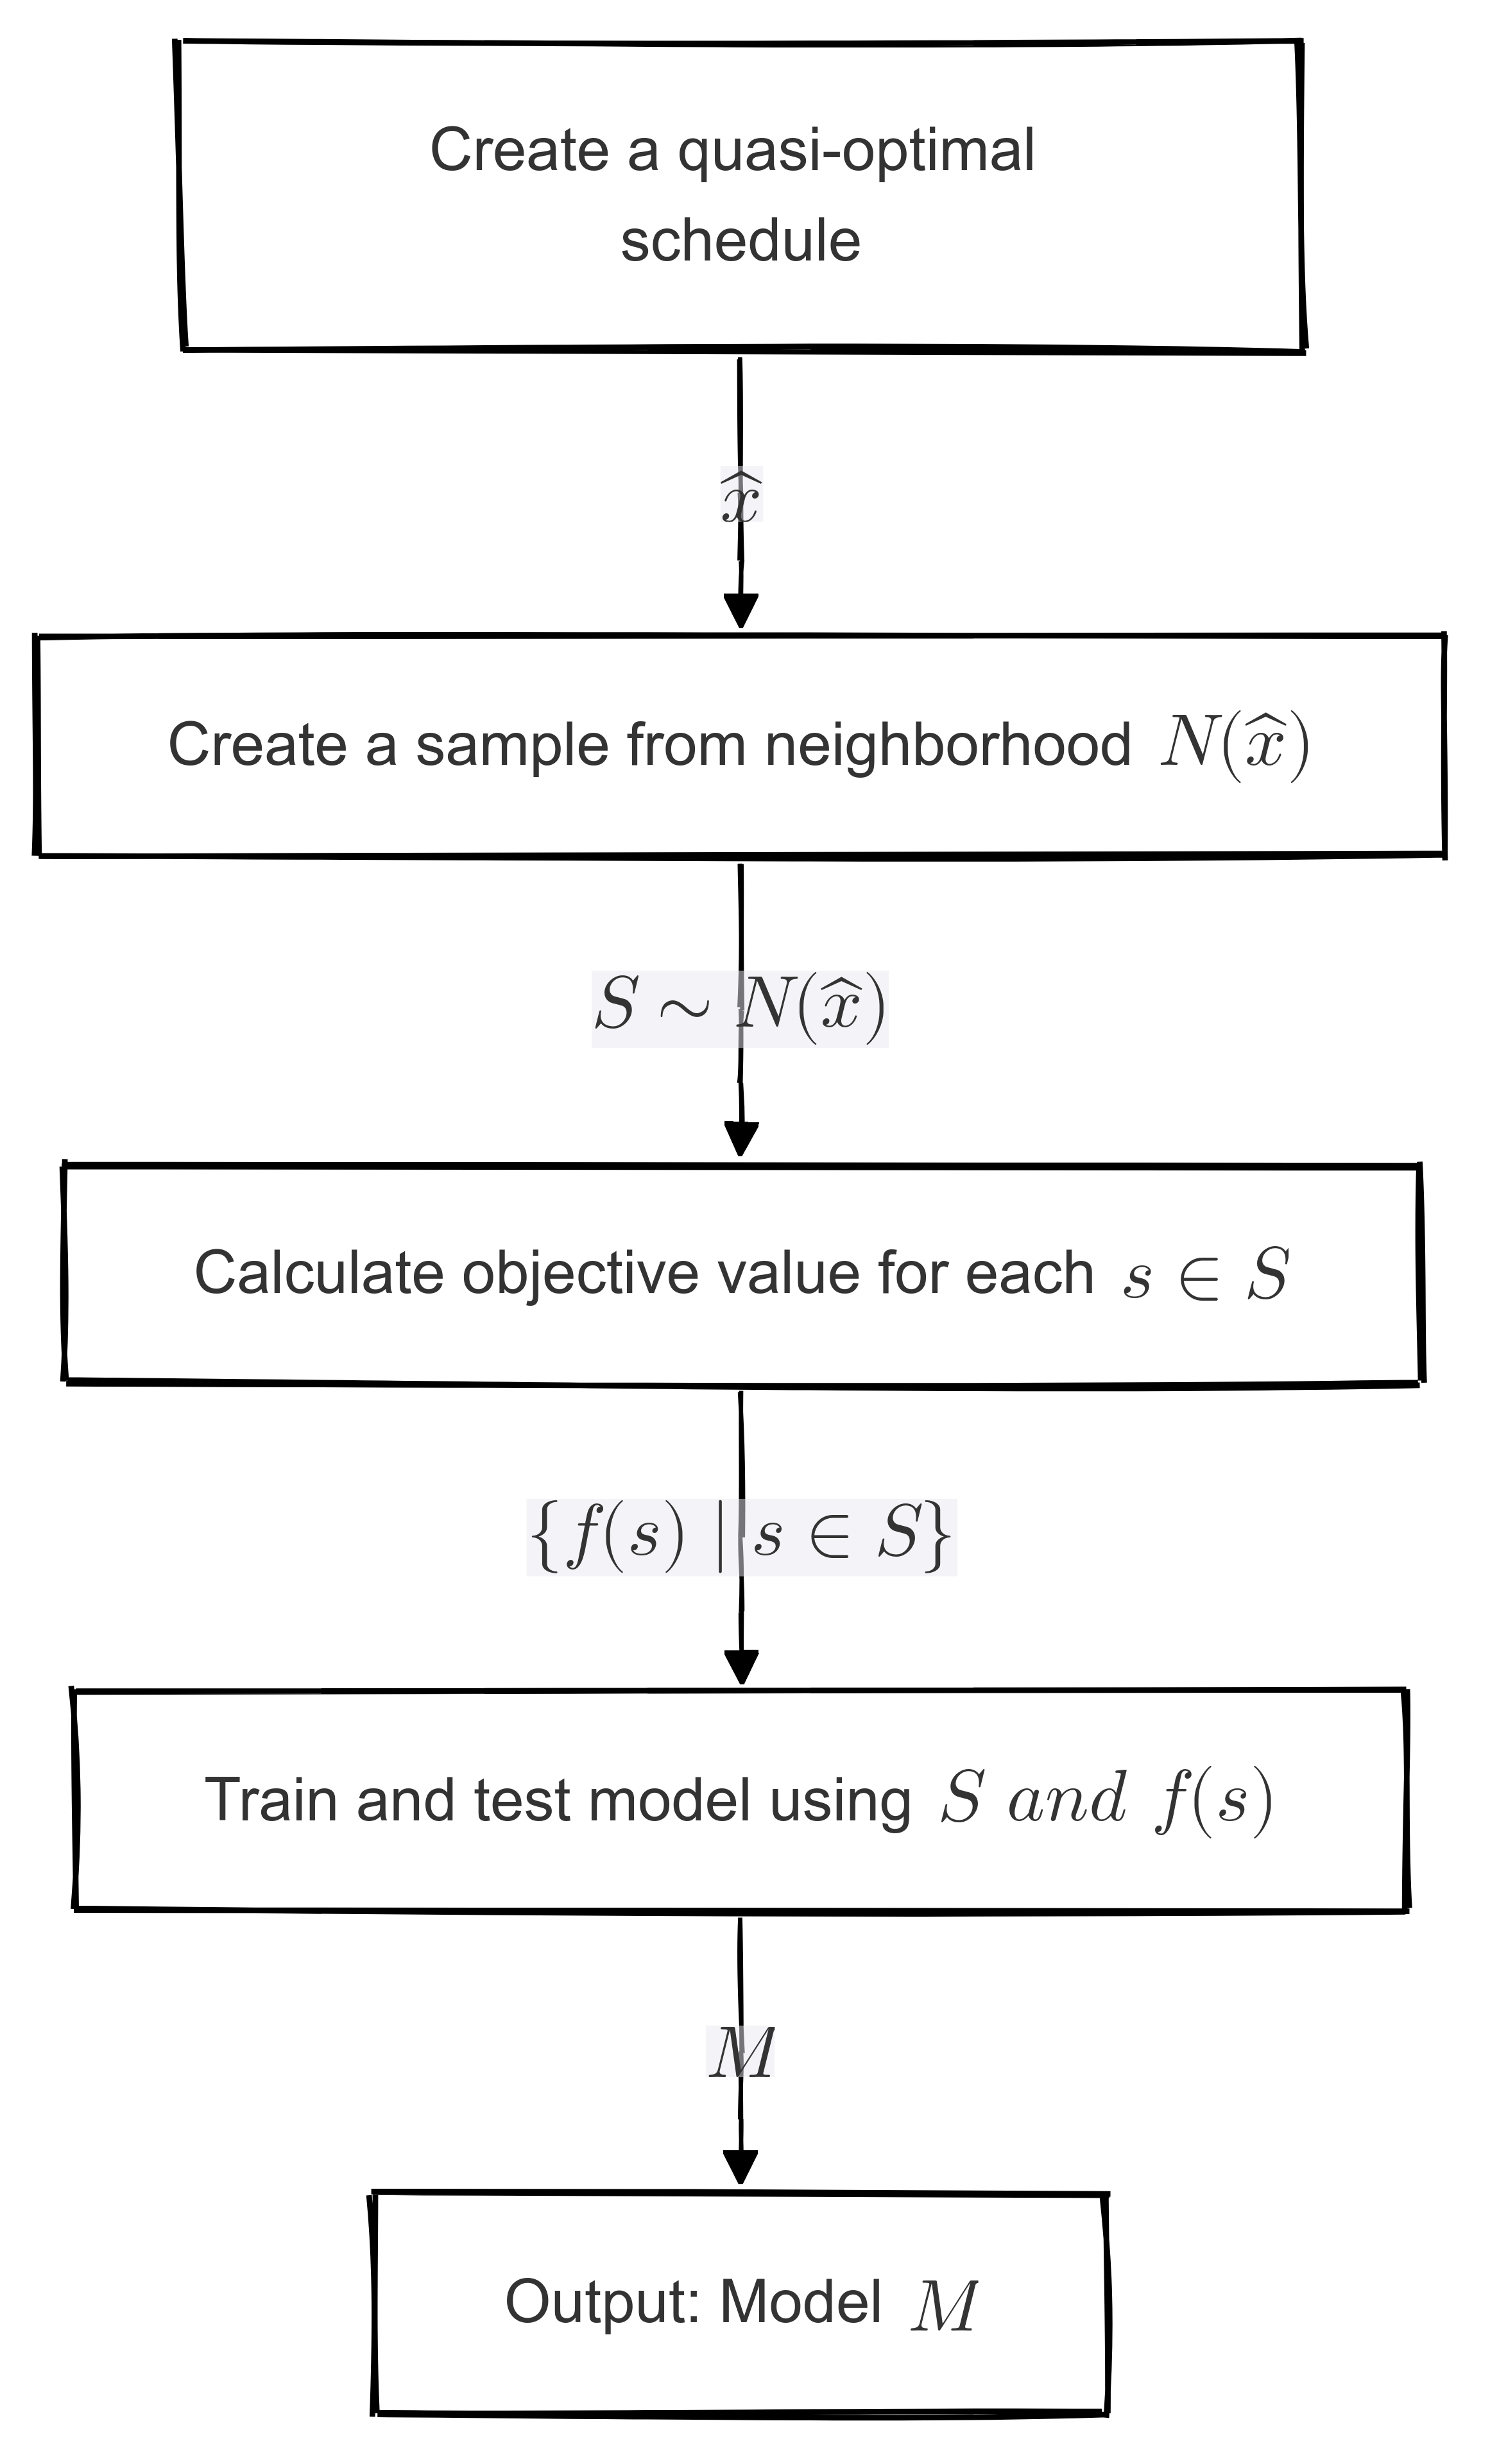 Create a quasi-optimal
schedule
$\widehat{x}$
Create a sample from neighborhood $N(\widehat{x})$
$S \sim N(\widehat{x})$
Calculate objective value for each $s \in S$
$\{f(s) \mid s \in S\}$
Train and test model using $S\ and\ f(s)$
$M$
Output: Model $M$